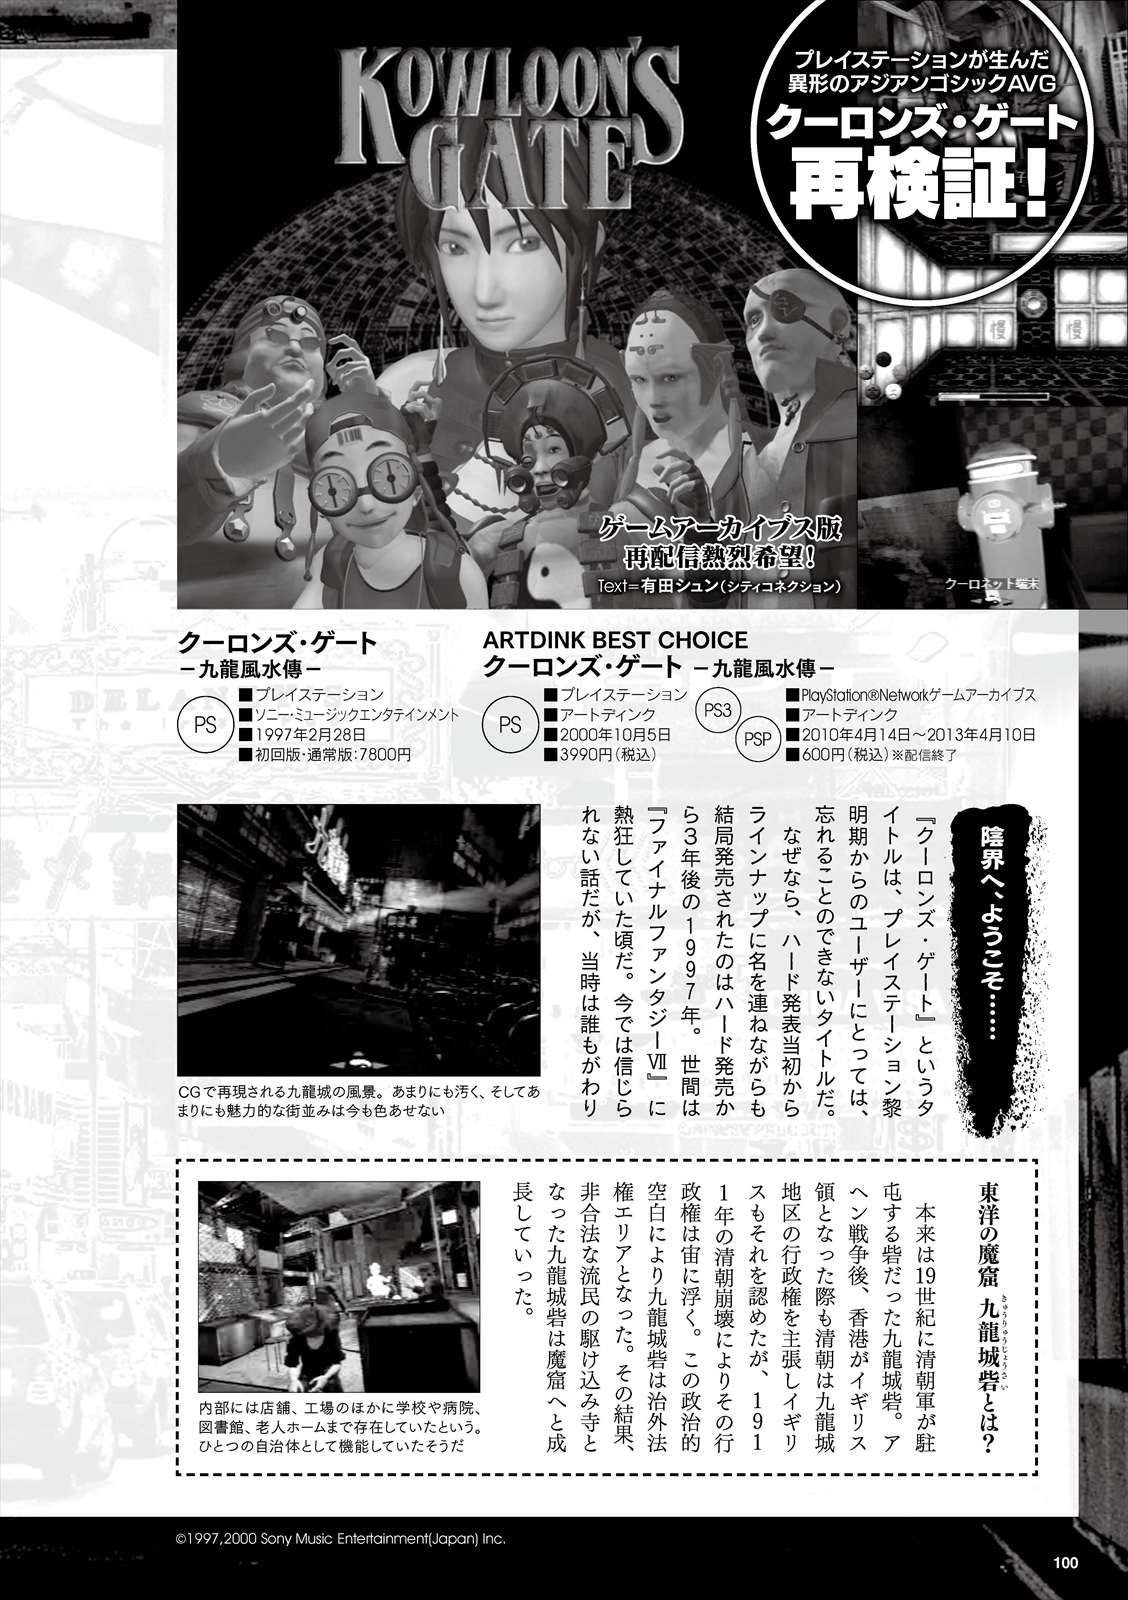 KOWLOON'S
GATE
プレイステーションが生んだ
異形のアジアンゴシックAVG
クーロンズ・ゲート
再検証！
ゲームアーカイブス版
再配信熱烈希望！
Text=有田シュン（シティコネクション）
クーロネット端末
クーロンズ・ゲート
－九龍風水傳－
PS
■プレイステーション
■ソニー・ミュージックエンタテインメント
■1997年2月28日
■初回版・通常版：7800円
ARTDINK BEST CHOICE
クーロンズ・ゲート －九龍風水傳－
PS
■プレイステーション
■アートディンク
■2000年10月5日
■3990円（税込）
PS3
PSP
■PlayStation®Networkゲームアーカイブス
■アートディンク
■2010年4月14日～2013年4月10日
■600円（税込）※配信終了
陰界へ、ようこそ……
『クーロンズ・ゲート』というタ
イトルは、プレイステーション黎
明期からのユーザーにとっては、
忘れることのできないタイトルだ。
なぜなら、ハード発表当初から
ラインナップに名を連ねながらも
結局発売されたのはハード発売か
ら3年後の1997年。世間は
『ファイナルファンタジーⅦ』に
熱狂していた頃だ。今では信じら
れない話だが、当時は誰もがわり
CGで再現される九龍城の風景。あまりにも汚く、そしてあ
まりにも魅力的な街並みは今も色あせない
東洋の魔窟 九龍城砦とは？
きゅうりゅうじょうさい
本来は19世紀に清朝軍が駐
屯する砦だった九龍城砦。ア
ヘン戦争後、香港がイギリス
領となった際も清朝は九龍城
地区の行政権を主張しイギリ
スもそれを認めたが、191
1年の清朝崩壊によりその行
政権は宙に浮く。この政治的
空白により九龍城砦は治外法
権エリアとなった。その結果、
非合法な流民の駆け込み寺と
なった九龍城砦は魔窟へと成
長していった。
内部には店舗、工場のほかに学校や病院、
図書館、老人ホームまで存在していたという。
ひとつの自治体として機能していたそうだ
©1997,2000 Sony Music Entertainment(Japan) Inc.
100